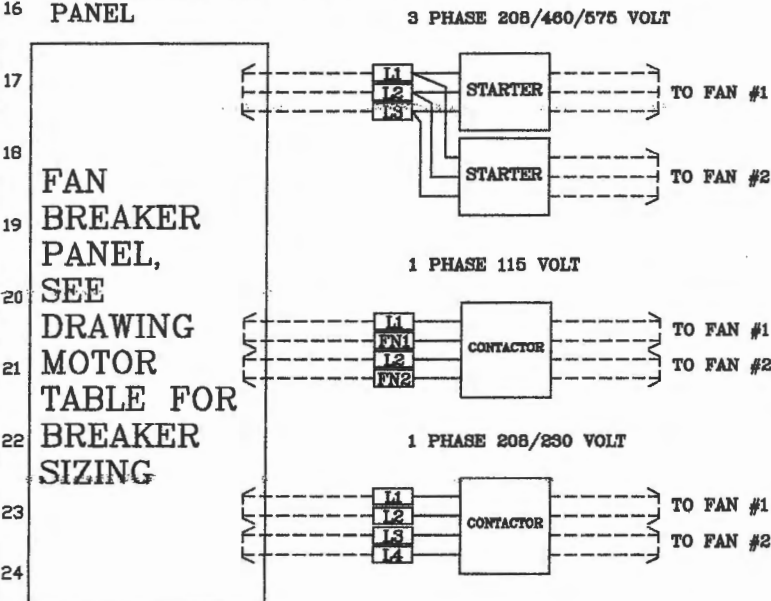 16 PANEL
3 PHASE 208/460/575 VOLT
17
L1
L2
L3
STARTER
TO FAN #1
18
STARTER
TO FAN #2
FAN
19
BREAKER
PANEL,
1 PHASE 115 VOLT
20
SEE
DRAWING
L1
FN1
L2
FN2
CONTACTOR
TO FAN #1
TO FAN #2
21
MOTOR
TABLE FOR
22
BREAKER
SIZING
1 PHASE 208/230 VOLT
23
L1
L2
L3
L4
CONTACTOR
TO FAN #1
TO FAN #2
24